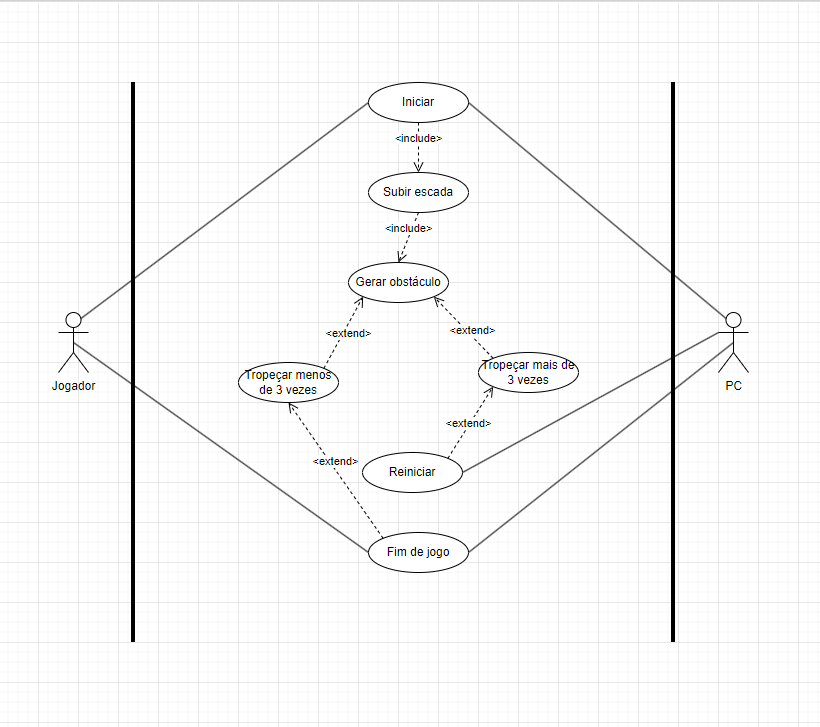 Iniciar
<include>
Subir escada
<include>
Gerar obstáculo
<extend>
<extend>
Tropeçar menos
de 3 vezes
Tropeçar mais de
3 vezes
Jogador
PC
<extend>
<extend>
Reiniciar
Fim de jogo